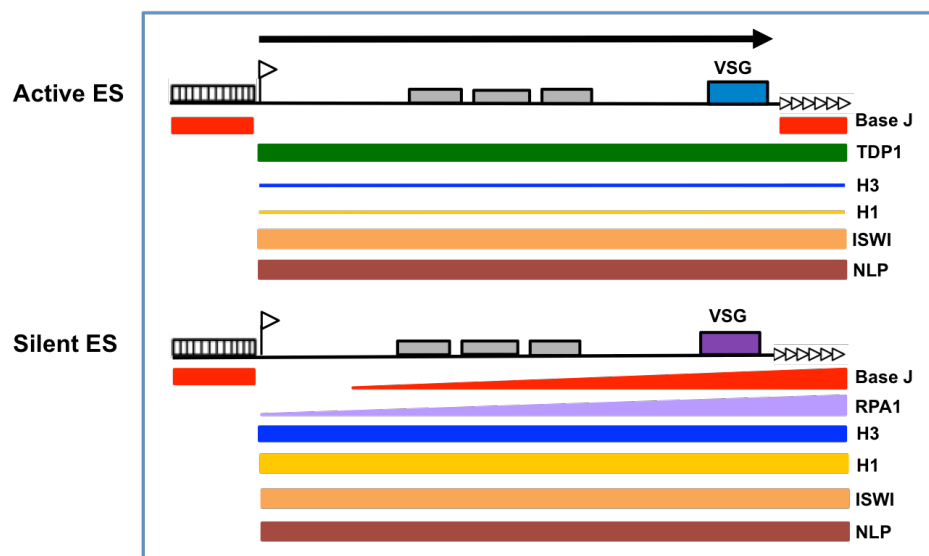 Active ES
VSG
Base J
TDP1
H3
H1
ISWI
NLP
Silent ES
VSG
Base J
RPA1
H3
H1
ISWI
NLP